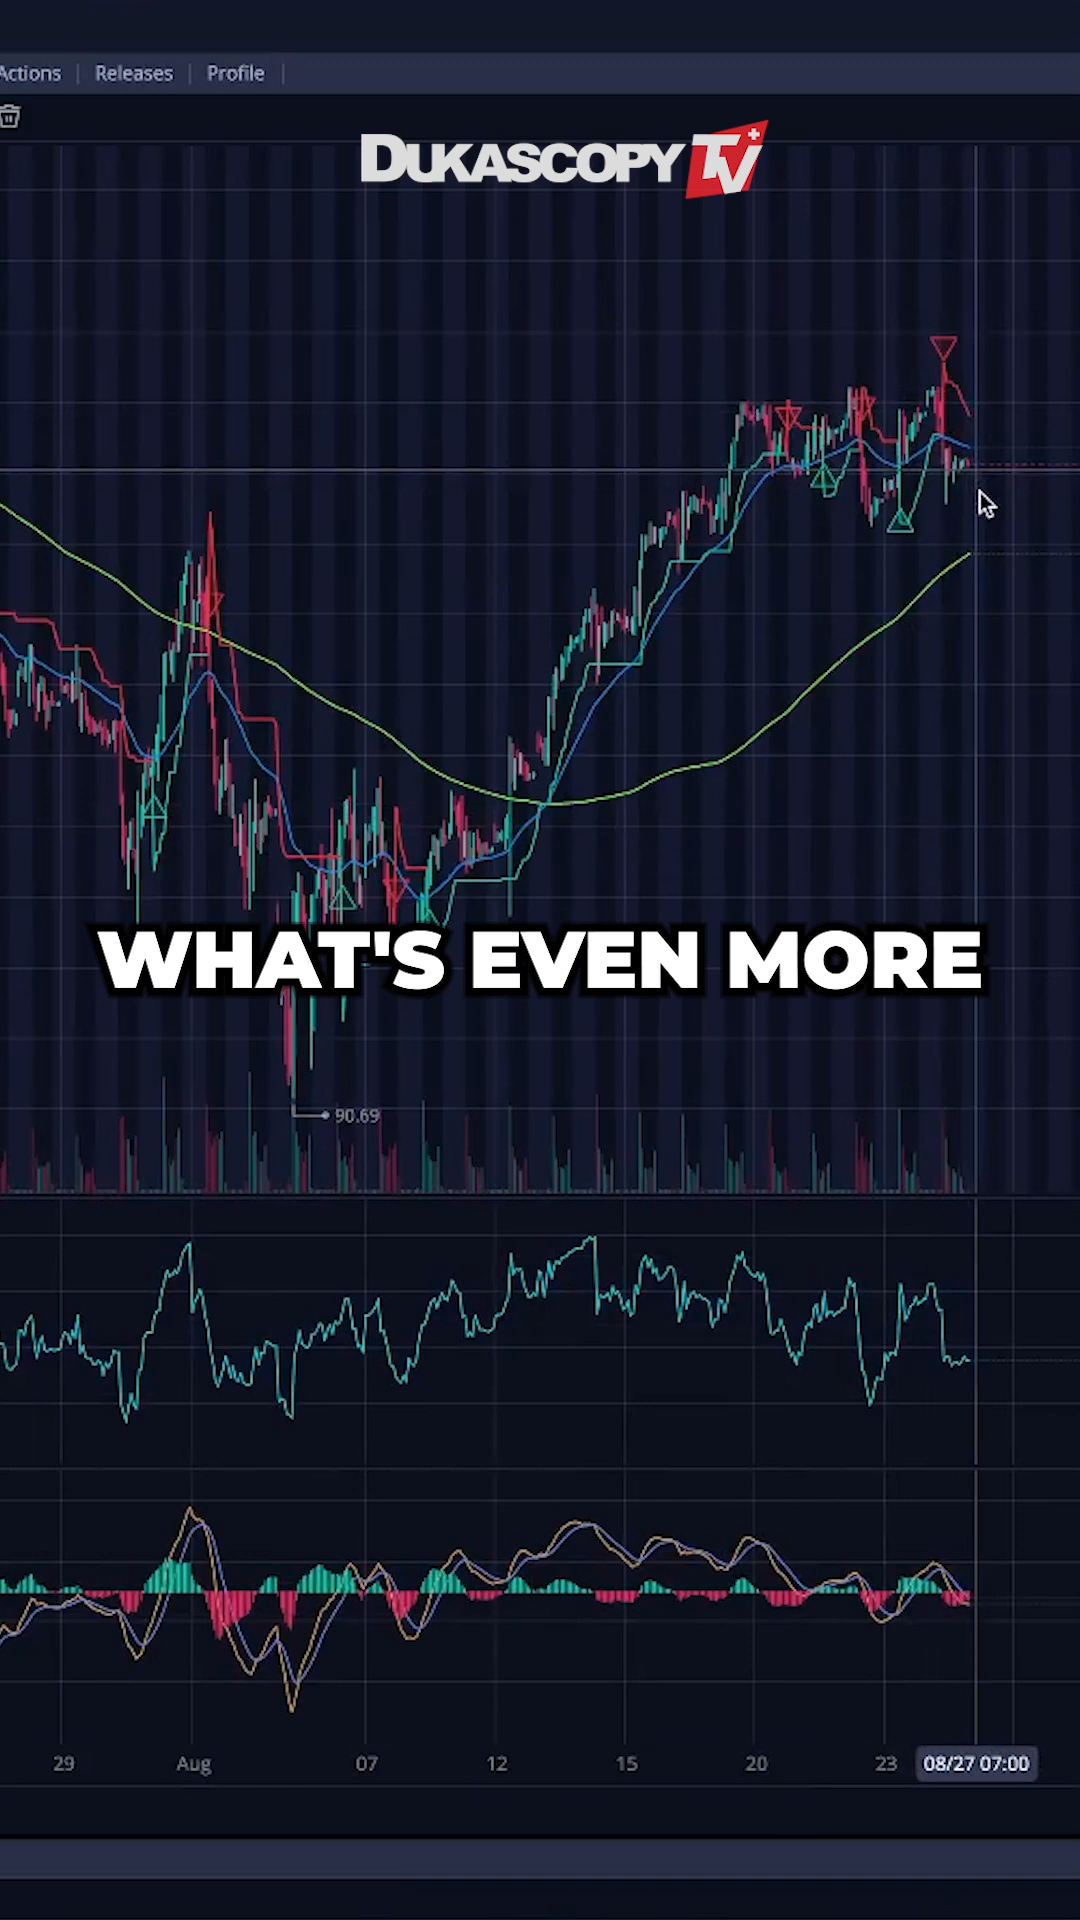 Actions | Releases | Profile |
DUKASCOPY TV
WHAT'S EVEN MORE
90.69
29 Aug 07 12 15 20 23 08/27 07:00